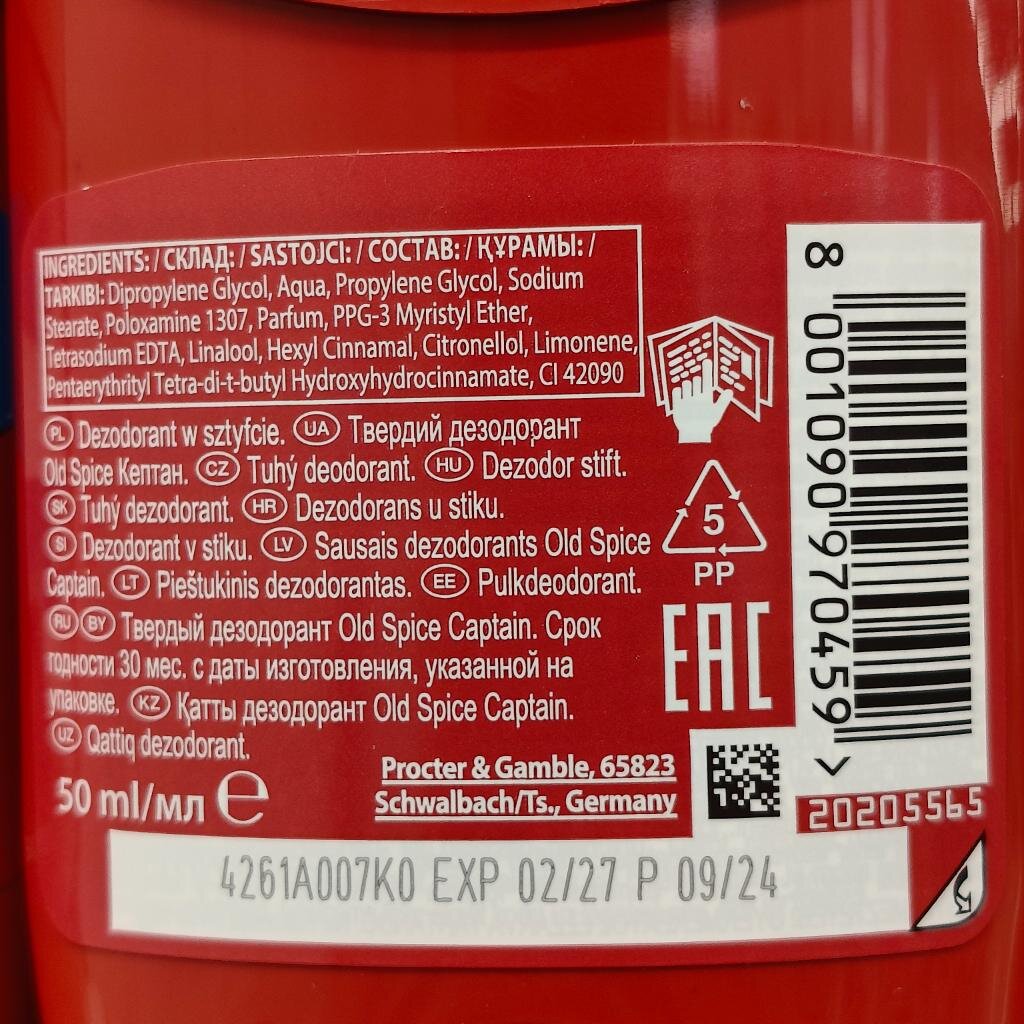 INGREDIENTS: / СКЛАД: / SASTOJCI: / СОСТАВ: / ҚҰРАМЫ: /
TARKIBI: Dipropylene Glycol, Aqua, Propylene Glycol, Sodium
Stearate, Poloxamine 1307, Parfum, PPG-3 Myristyl Ether,
Tetrasodium EDTA, Linalool, Hexyl Cinnamal, Citronellol, Limonene,
Pentaerythrityl Tetra-di-t-butyl Hydroxyhydrocinnamate, CI 42090
PL Dezodorant w sztyfcie. UA Твердий дезодорант
Old Spice Кептан. CZ Tuhý deodorant. HU Dezodor stift.
SK Tuhý dezodorant. HR Dezodorans u stiku.
SI Dezodorant v stiku. LV Sausais dezodorants Old Spice
Captain. LT Pieštukinis dezodorantas. EE Pulkdeodorant.
RU BY Твердый дезодорант Old Spice Captain. Срок
годности 30 мес. с даты изготовления, указанной на
упаковке. KZ Қатты дезодорант Old Spice Captain.
UZ Qattiq dezodorant.
50 ml/мл e
Procter & Gamble, 65823
Schwalbach/Ts., Germany
5
PP
EAC
8 001090 970459 >
20205565
4261A007K0 EXP 02/27 P 09/24